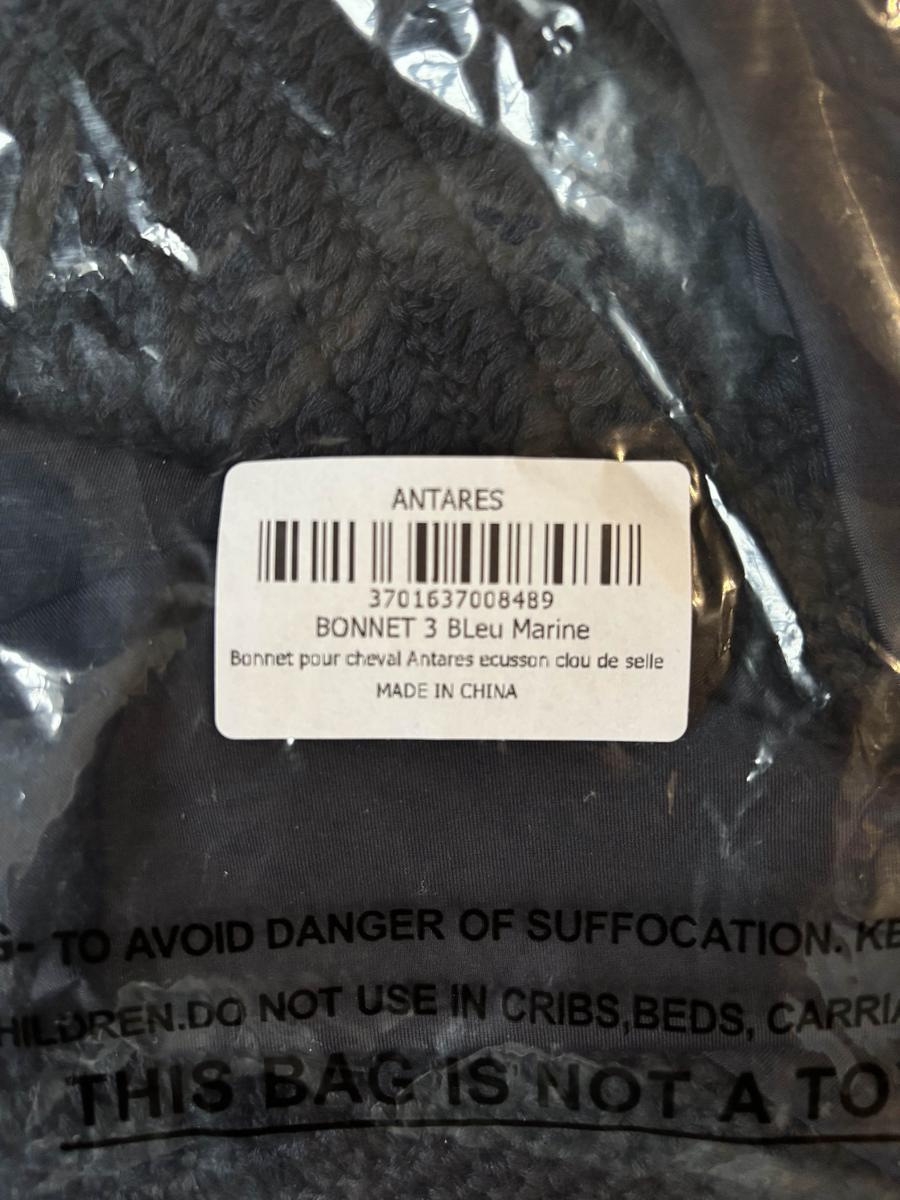 ANTARES
3701637008489
BONNET 3 BLeu Marine
Bonnet pour cheval Antares ecusson clou de selle
MADE IN CHINA
TO AVOID DANGER OF SUFFOCATION.
DO NOT USE IN CRIBS,BEDS,
THIS BAG IS NOT A